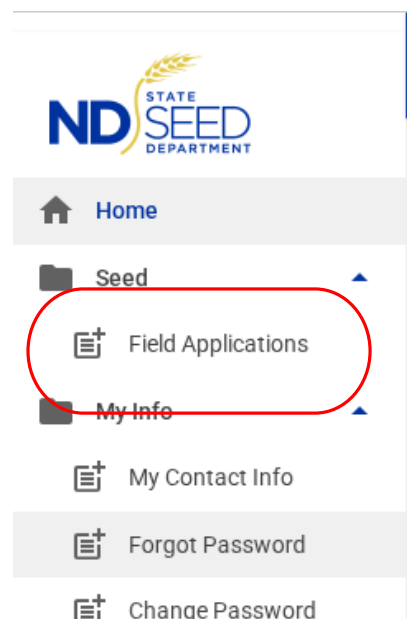 STATE
ND SEED
DEPARTMENT
Home
Seed
Field Applications
My Info
My Contact Info
Forgot Password
Change Password